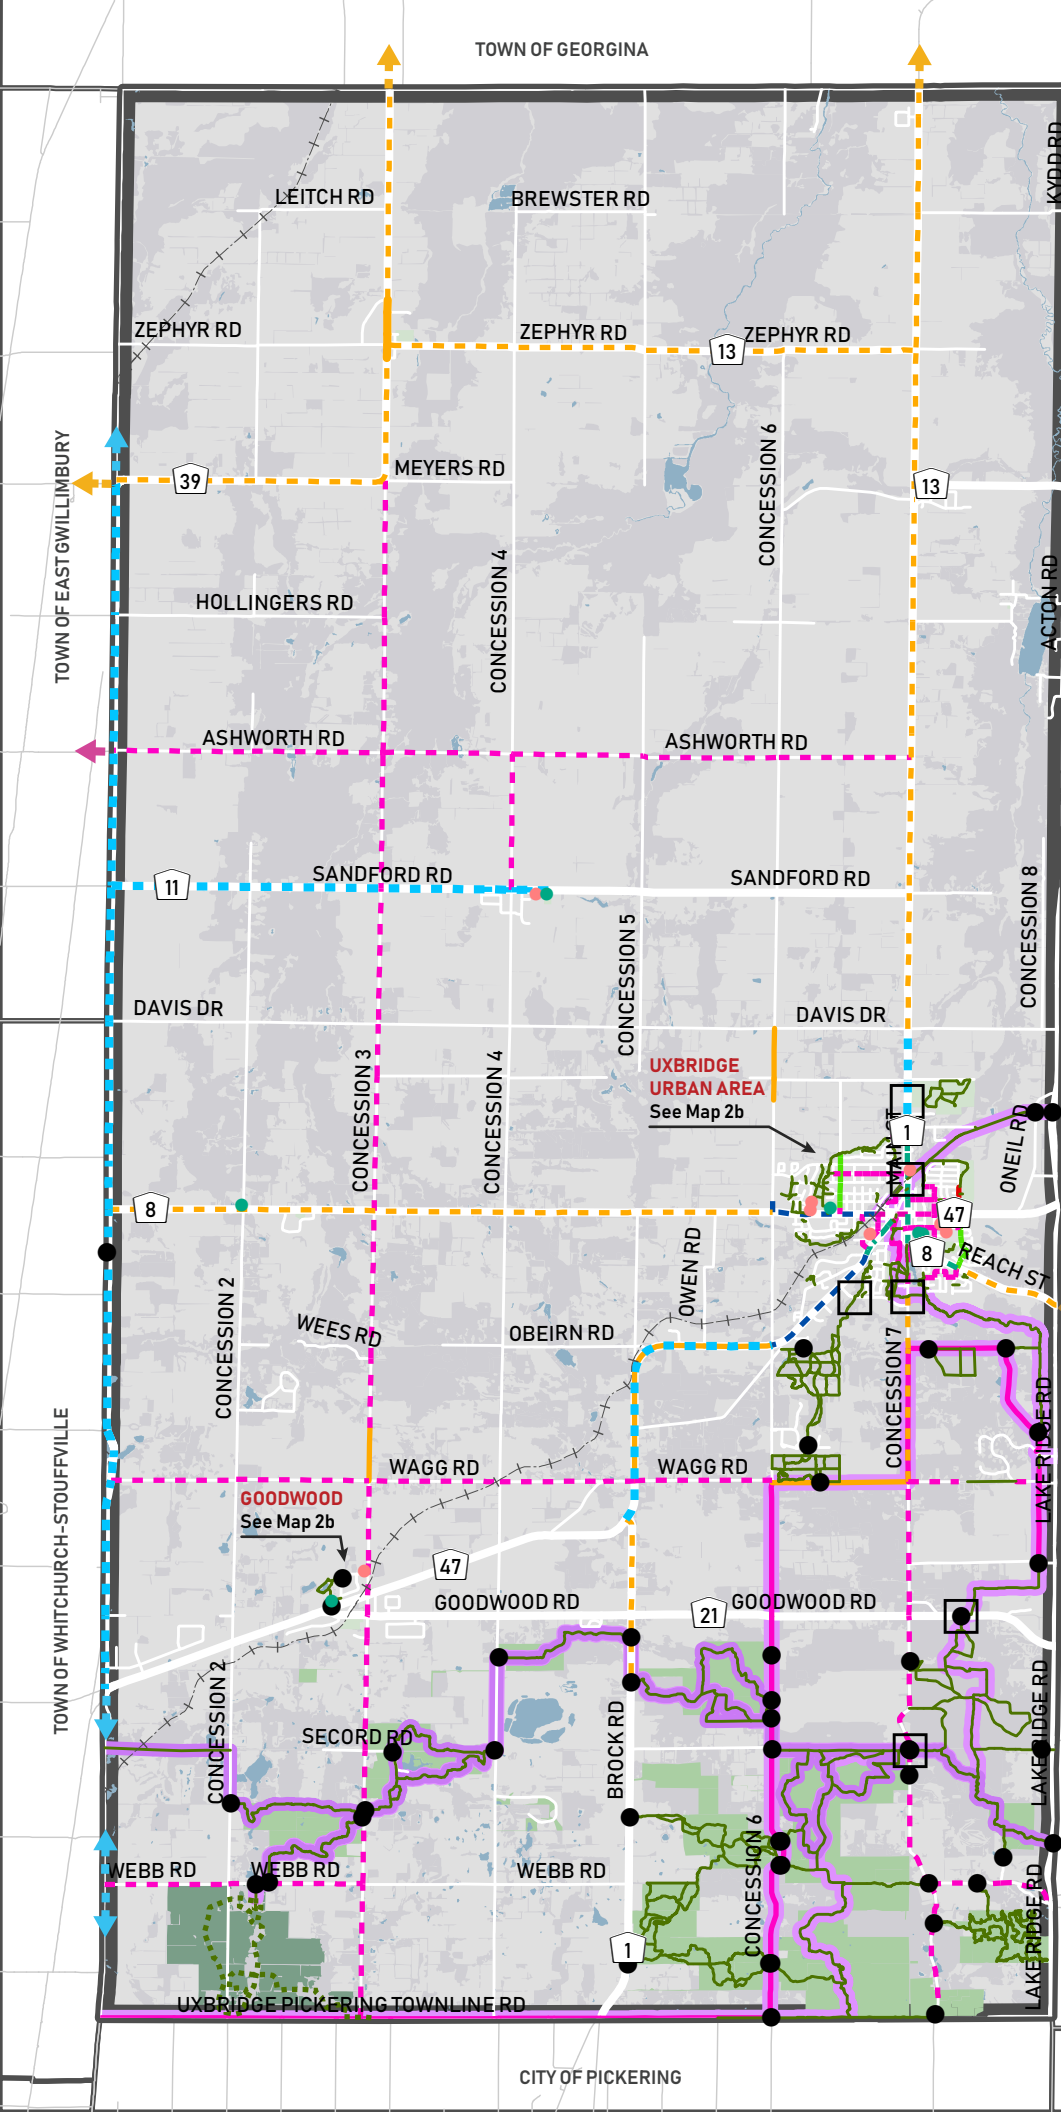 TOWN OF GEORGINA
KYDD RD
LEITCH RD
BREWSTER RD
ZEPHYR RD
ZEPHYR RD
13
ZEPHYR RD
TOWN OF EAST GWILLIMBURY
39
MEYERS RD
CONCESSION 6
13
CONCESSION 4
HOLLINGERS RD
ACTON RD
ASHWORTH RD
ASHWORTH RD
11
SANDFORD RD
SANDFORD RD
CONCESSION 5
CONCESSION 8
DAVIS DR
DAVIS DR
CONCESSION 3
CONCESSION 4
UXBRIDGE
URBAN AREA
See Map 2b
MAIN ST
1
ONEIL RD
8
47
8
REACH ST
OWEN RD
CONCESSION 2
WEES RD
OBEIRN RD
CONCESSION 7
LAKE RIDGE RD
WAGG RD
WAGG RD
GOODWOOD
See Map 2b
TOWN OF WHITCHURCH-STOUFFVILLE
47
GOODWOOD RD
21
GOODWOOD RD
CONCESSION 2
SECORD RD
BROCK RD
LAKE RIDGE RD
CONCESSION 6
WEBB RD
WEBB RD
WEBB RD
LAKE RIDGE RD
1
UXBRIDGE PICKERING TOWNLINE RD
CITY OF PICKERING